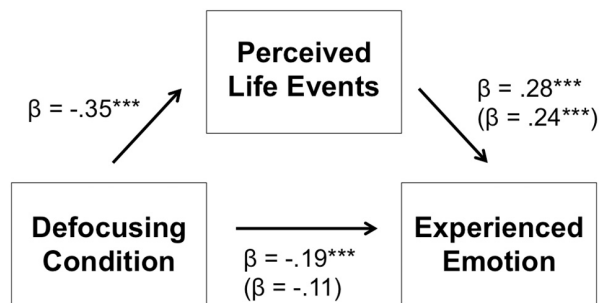 Perceived
Life Events
β = -.35***
β = .28***
(β = .24***)
Defocusing
Condition
β = -.19***
(β = -.11)
Experienced
Emotion